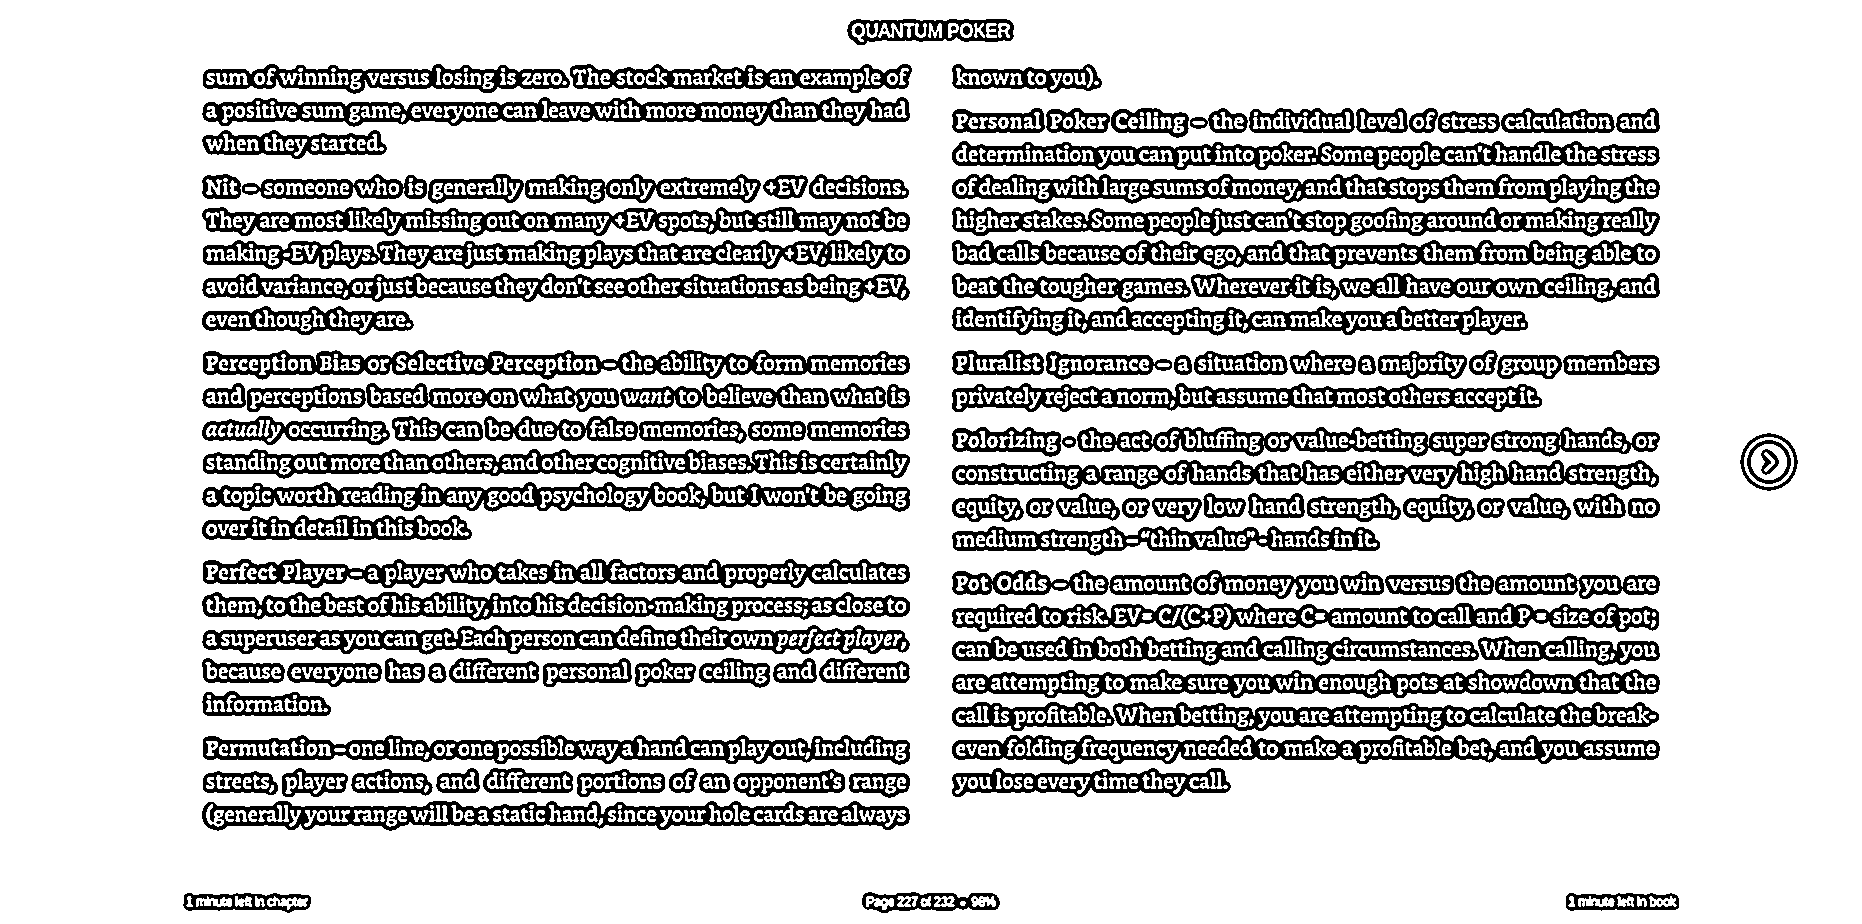 QUANTUM POKER
sum of winning versus losing is zero. The stock market is an example of
a positive sum game, everyone can leave with more money than they had
when they started.
Nit – someone who is generally making only extremely +EV decisions.
They are most likely missing out on many +EV spots, but still may not be
making -EV plays. They are just making plays that are clearly +EV, likely to
avoid variance, or just because they don't see other situations as being +EV,
even though they are.
Perception Bias or Selective Perception – the ability to form memories
and perceptions based more on what you want to believe than what is
actually occurring. This can be due to false memories, some memories
standing out more than others, and other cognitive biases. This is certainly
a topic worth reading in any good psychology book, but I won't be going
over it in detail in this book.
Perfect Player – a player who takes in all factors and properly calculates
them, to the best of his ability, into his decision-making process; as close to
a superuser as you can get. Each person can define their own perfect player,
because everyone has a different personal poker ceiling and different
information.
Permutation – one line, or one possible way a hand can play out, including
streets, player actions, and different portions of an opponent's range
(generally your range will be a static hand, since your hole cards are always
known to you).
Personal Poker Ceiling – the individual level of stress calculation and
determination you can put into poker. Some people can't handle the stress
of dealing with large sums of money, and that stops them from playing the
higher stakes. Some people just can't stop goofing around or making really
bad calls because of their ego, and that prevents them from being able to
beat the tougher games. Wherever it is, we all have our own ceiling, and
identifying it, and accepting it, can make you a better player.
Pluralist Ignorance – a situation where a majority of group members
privately reject a norm, but assume that most others accept it.
Polorizing - the act of bluffing or value-betting super strong hands, or
constructing a range of hands that has either very high hand strength,
equity, or value, or very low hand strength, equity, or value, with no
medium strength – “thin value” - hands in it.
Pot Odds – the amount of money you win versus the amount you are
required to risk. EV= C/(C+P) where C= amount to call and P = size of pot;
can be used in both betting and calling circumstances. When calling, you
are attempting to make sure you win enough pots at showdown that the
call is profitable. When betting, you are attempting to calculate the break-
even folding frequency needed to make a profitable bet, and you assume
you lose every time they call.
1 minute left in chapter
Page 227 of 232 • 98%
1 minute left in book